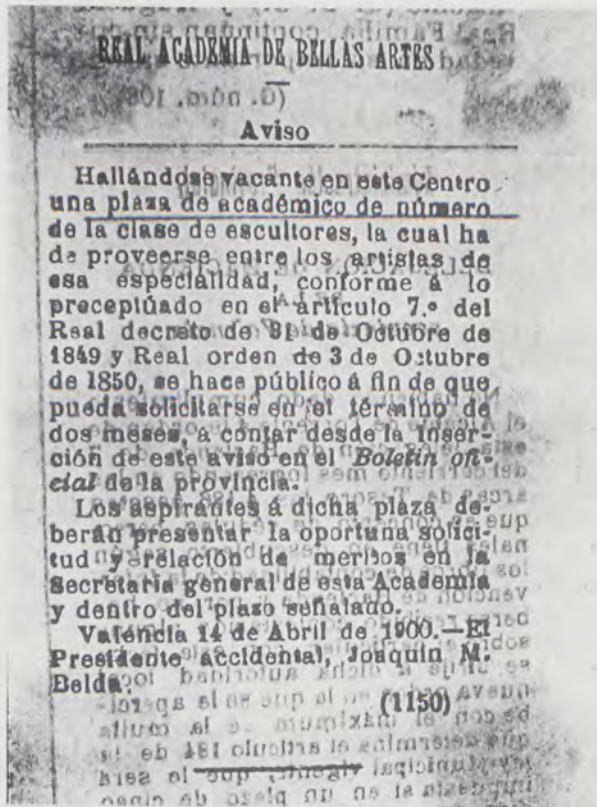 REAL ACADEMIA DE BELLAS ARTES
Aviso
Hallándose vacante en este Centro
una plaza de académico de número
de la clase de escultores, la cual ha
de proveerse entre los artistas de
esa especialidad, conforme á lo
preceptúado en el artículo 7.º del
Real decreto de 31 de Octubre de
1849 y Real orden de 3 de Octubre
de 1850, se hace público á fin de que
pueda solicitarse en el término de
dos meses, á contar desde la inser-
ción de este aviso en el Boletín ofi-
cial de la provincia.
Los aspirantes á dicha plaza de-
berán presentar la oportuna solici-
tud y relación de meritos en la
Secretaria general de esta Academia
y dentro del plazo señalado.
Valencia 14 de Abril de 1900.—El
Presidente accidental, Joaquin M.
Belda.
(1150)